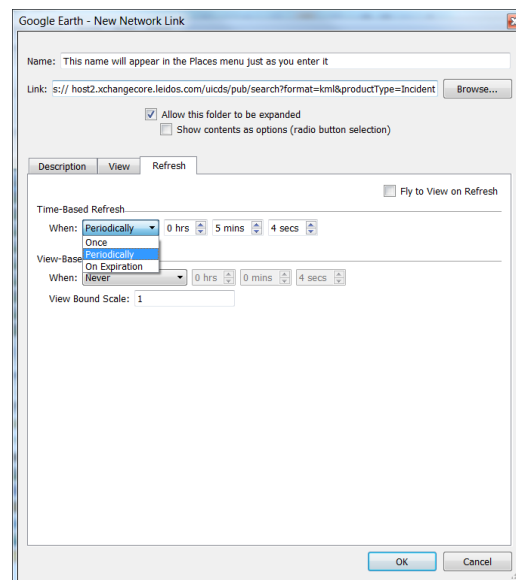 Google Earth - New Network Link
Name: This name will appear in the Places menu just as you enter it
Link: s:// host2.xchangecore.leidos.com/uicds/pub/search?format=kml&productType=Incident Browse...
Allow this folder to be expanded
Show contents as options (radio button selection)
Description View Refresh
Fly to View on Refresh
Time-Based Refresh
When: Periodically 0 hrs 5 mins 4 secs
Once
Periodically
View-Base
On Expiration
When: Never 0 hrs 0 mins 4 secs
View Bound Scale: 1
OK Cancel